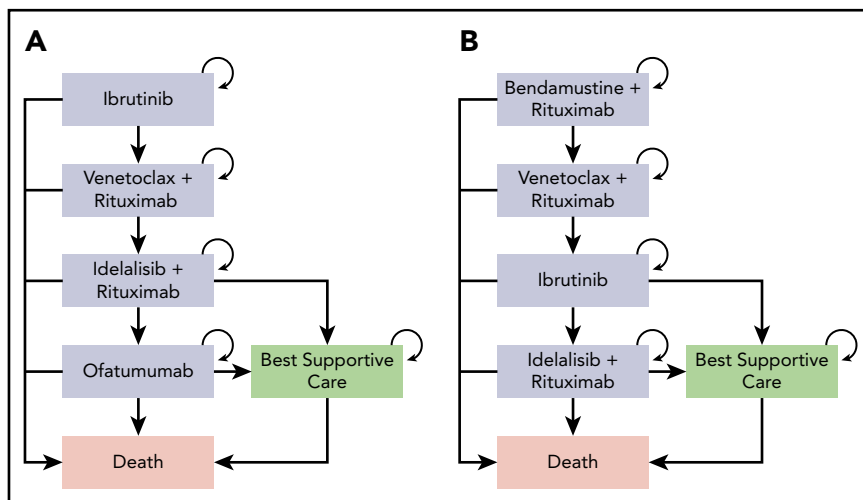 A
Ibrutinib
Venetoclax +
Rituximab
Idelalisib +
Rituximab
Ofatumumab
Best Supportive
Care
Death
B
Bendamustine +
Rituximab
Venetoclax +
Rituximab
Ibrutinib
Idelalisib +
Rituximab
Best Supportive
Care
Death